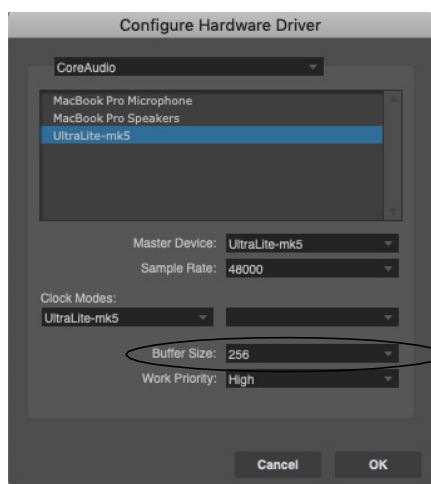 Configure Hardware Driver
CoreAudio
MacBook Pro Microphone
MacBook Pro Speakers
UltraLite-mk5
Master Device: UltraLite-mk5
Sample Rate: 48000
Clock Modes:
UltraLite-mk5
Buffer Size: 256
Work Priority: High
Cancel OK